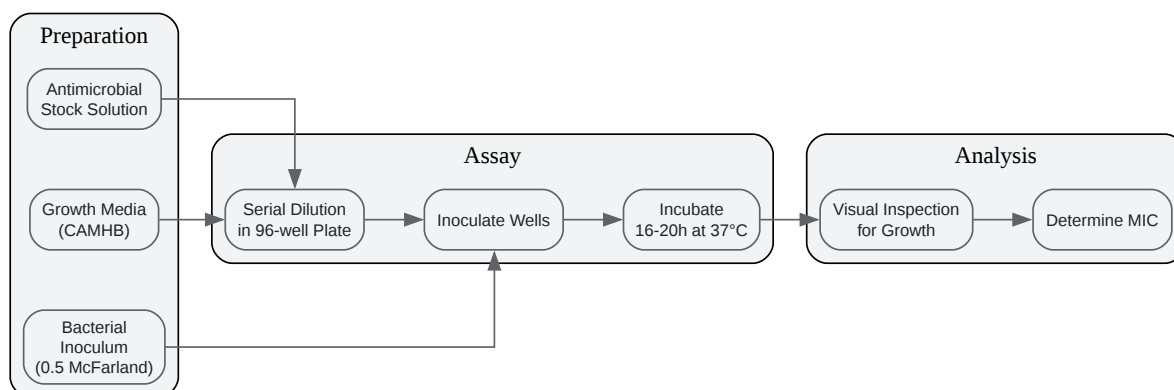 Preparation
Antimicrobial
Stock Solution
Growth Media
(CAMHB)
Bacterial
Inoculum
(0.5 McFarland)
Assay
Serial Dilution
in 96-well Plate
Inoculate Wells
Incubate
16-20h at 37°C
Analysis
Visual Inspection
for Growth
Determine MIC